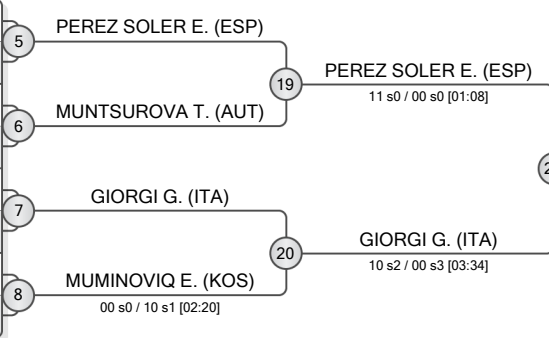 PEREZ SOLER E. (ESP)
5
19
PEREZ SOLER E. (ESP)
11 s0 / 00 s0 [01:08]
6
MUNTSUROVA T. (AUT)
GIORGI G. (ITA)
7
20
GIORGI G. (ITA)
10 s2 / 00 s3 [03:34]
8
MUMINOVIQ E. (KOS)
00 s0 / 10 s1 [02:20]